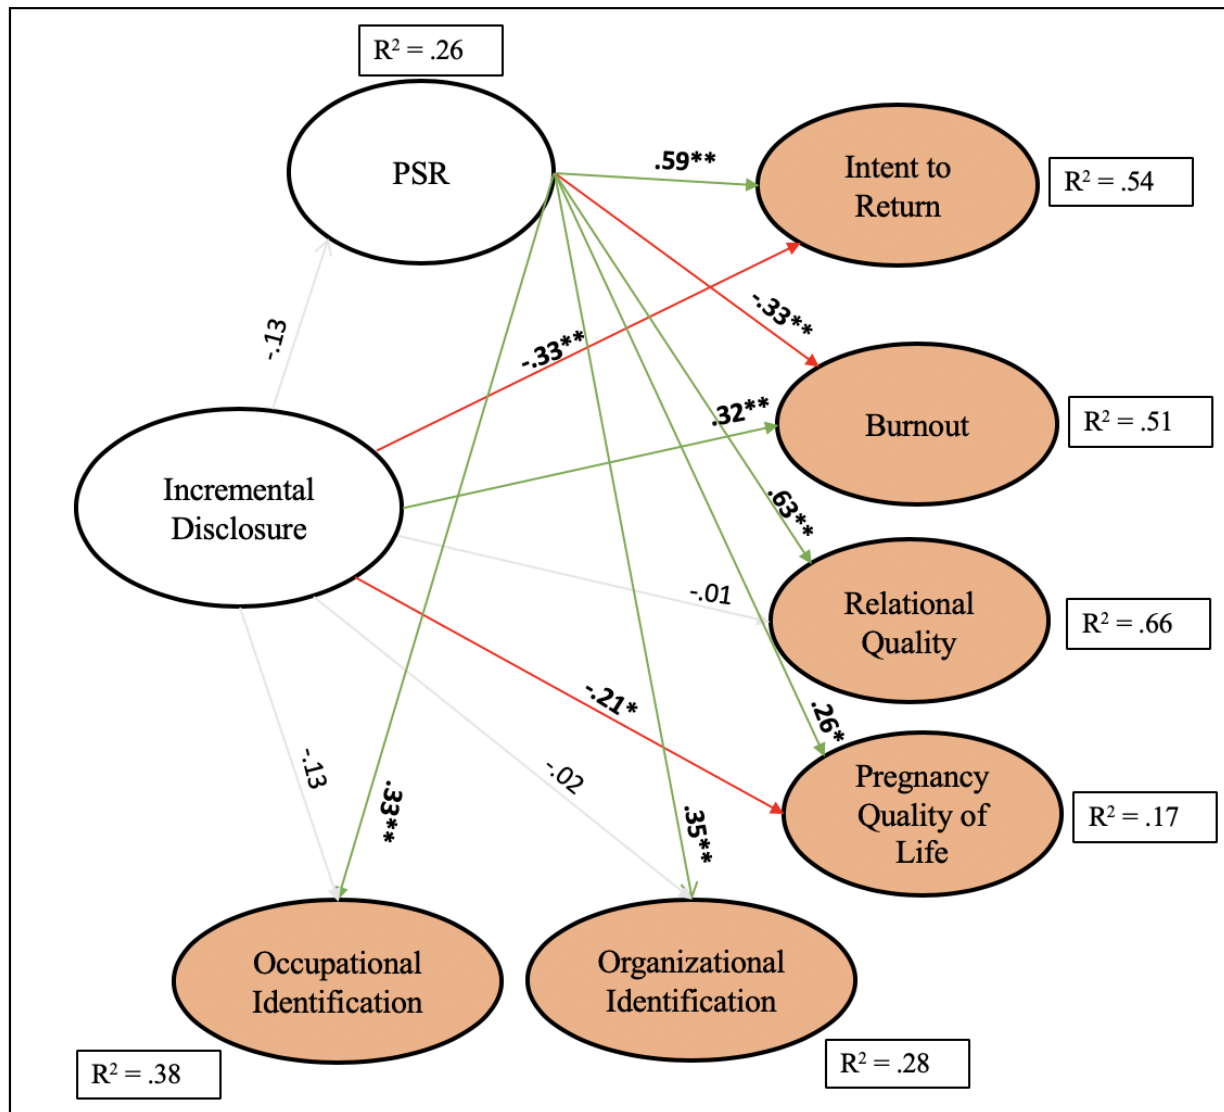 R² = .26
PSR
.59**
Intent to
Return
R² = .54
-.13
-.33**
-.33**
.32**
Burnout
R² = .51
Incremental
Disclosure
.63**
-.01
Relational
Quality
R² = .66
-.21*
.26*
Pregnancy
Quality of
Life
R² = .17
-.13
-.02
.33**
.35**
Occupational
Identification
Organizational
Identification
R² = .38
R² = .28